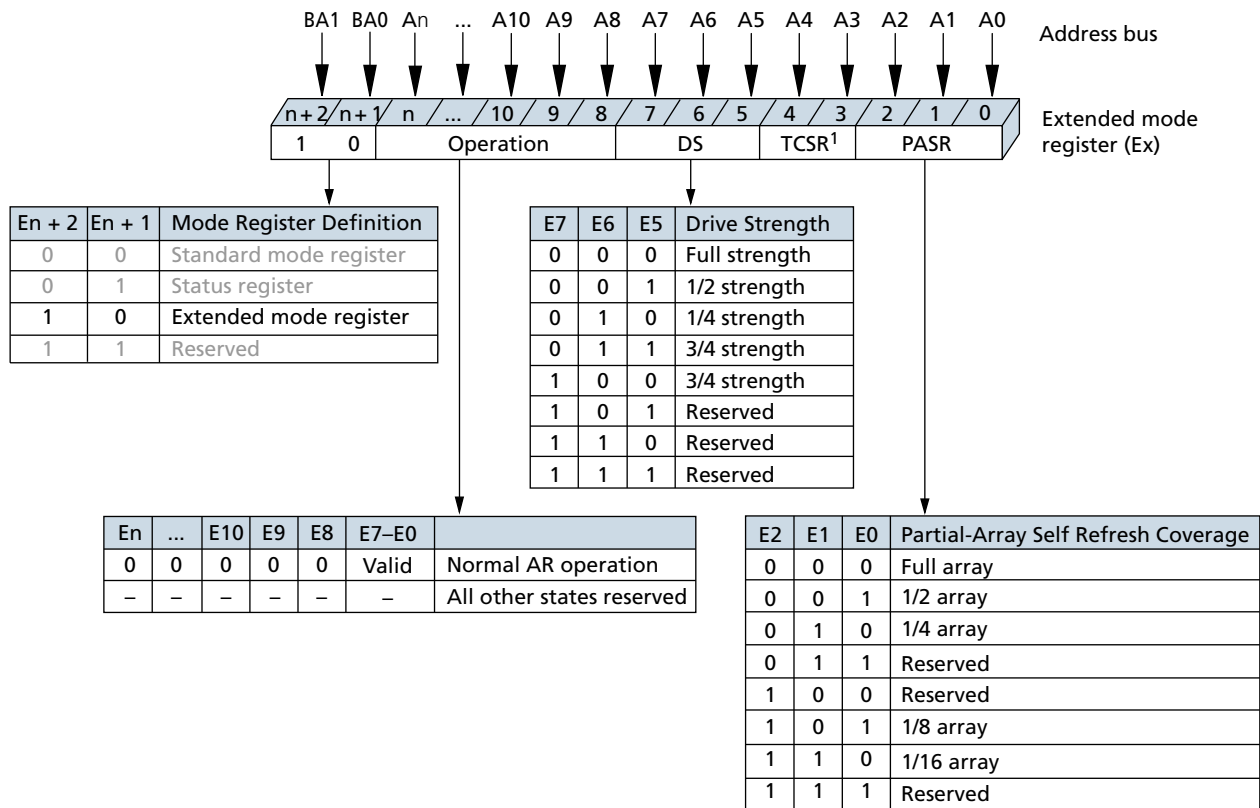 BA1 BA0 An ... A10 A9 A8 A7 A6 A5 A4 A3 A2 A1 A0 Address bus
n + 2 n + 1 n ... 10 9 8 7 6 5 4 3 2 1 0 Extended mode
register (Ex)
1 0 Operation DS TCSR1 PASR
En + 2 En + 1 Mode Register Definition
0 0 Standard mode register
0 1 Status register
1 0 Extended mode register
1 1 Reserved
E7 E6 E5 Drive Strength
0 0 0 Full strength
0 0 1 1/2 strength
0 1 0 1/4 strength
0 1 1 3/4 strength
1 0 0 3/4 strength
1 0 1 Reserved
1 1 0 Reserved
1 1 1 Reserved
En ... E10 E9 E8 E7–E0
0 0 0 0 0 Valid Normal AR operation
– – – – – – All other states reserved
E2 E1 E0 Partial-Array Self Refresh Coverage
0 0 0 Full array
0 0 1 1/2 array
0 1 0 1/4 array
0 1 1 Reserved
1 0 0 Reserved
1 0 1 1/8 array
1 1 0 1/16 array
1 1 1 Reserved